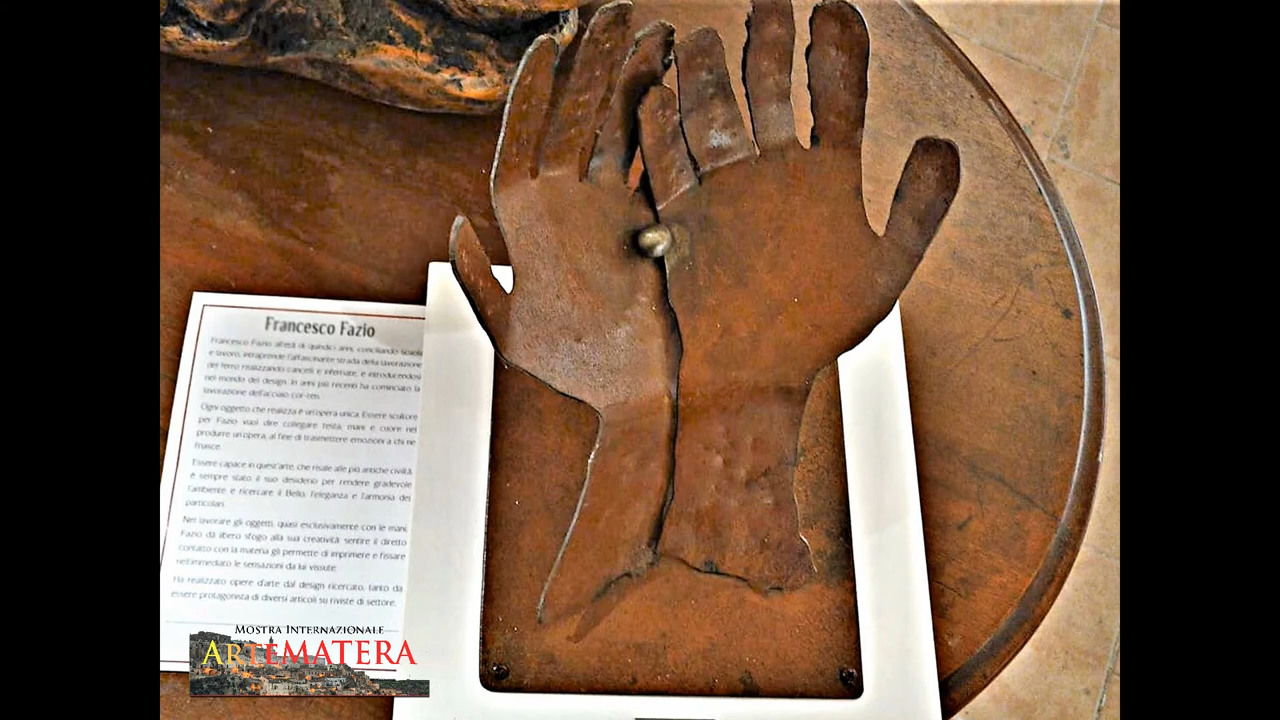 Francesco Fazio
Francesco Fazio all'età di quindici anni, conciliando scuola
e lavoro, intraprende l'affascinante strada della lavorazione
del ferro realizzando cancelli e inferriate, e introducendosi
nel mondo del design. In anni più recenti ha cominciato la
lavorazione dell'acciaio cor-ten.
Ogni oggetto che realizza è un'opera unica. Essere scultore
per Fazio vuol dire collegare testa, mani e cuore nel
produrre un'opera, al fine di trasmettere emozioni a chi ne
fruisce.
Essere capace in quest'arte, che risale alle più antiche civiltà,
è sempre stato il suo desiderio per rendere gradevole
l'ambiente e ricercare il Bello, l'eleganza e l'armonia dei
particolari.
Nel lavorare gli oggetti, quasi esclusivamente con le mani,
Fazio dà libero sfogo alla sua creatività: sentire il diretto
contatto con la materia gli permette di imprimere e fissare
nell'immediato le sensazioni da lui vissute.
Ha realizzato opere d'arte dal design ricercato, tanto da
essere protagonista di diversi articoli su riviste di settore.
MOSTRA INTERNAZIONALE
ARTEMATERA